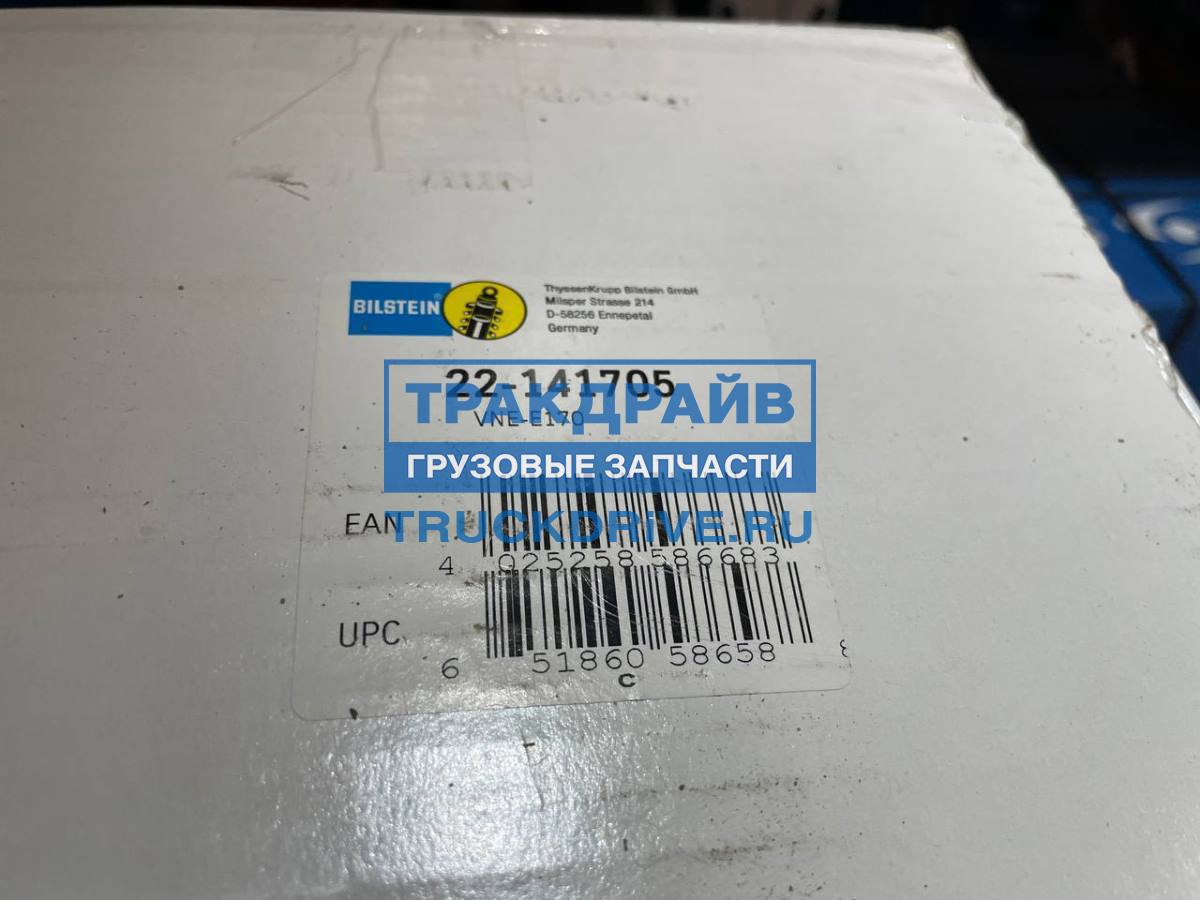 BILSTEIN
ThyssenKrupp Bilstein GmbH
Milsper Strasse 214
D-58256 Ennepetal
Germany
22-141705
VNE-E170
ТРАКДРАЙВ
ГРУЗОВЫЕ ЗАПЧАСТИ
TRUCKDRiVE.RU
EAN
4 025258 586683
UPC
6 51860 58658 8
C